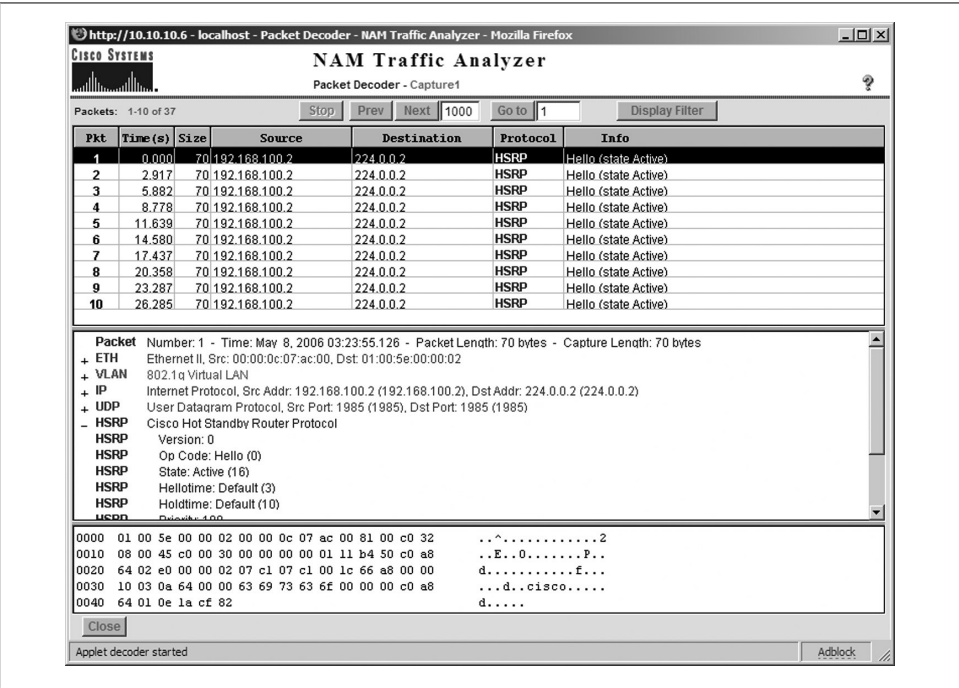 http://10.10.10.6 - localhost - Packet Decoder - NAM Traffic Analyzer - Mozilla Firefox
CISCO SYSTEMS
NAM Traffic Analyzer
Packet Decoder - Capture1
?
Packets: 1-10 of 37 Stop Prev Next 1000 Go to 1 Display Filter
Pkt Time(s) Size Source Destination Protocol Info
1 0.000 70 192.168.100.2 224.0.0.2 HSRP Hello (state Active)
2 2.917 70 192.168.100.2 224.0.0.2 HSRP Hello (state Active)
3 5.882 70 192.168.100.2 224.0.0.2 HSRP Hello (state Active)
4 8.778 70 192.168.100.2 224.0.0.2 HSRP Hello (state Active)
5 11.639 70 192.168.100.2 224.0.0.2 HSRP Hello (state Active)
6 14.580 70 192.168.100.2 224.0.0.2 HSRP Hello (state Active)
7 17.437 70 192.168.100.2 224.0.0.2 HSRP Hello (state Active)
8 20.358 70 192.168.100.2 224.0.0.2 HSRP Hello (state Active)
9 23.287 70 192.168.100.2 224.0.0.2 HSRP Hello (state Active)
10 26.285 70 192.168.100.2 224.0.0.2 HSRP Hello (state Active)
Packet Number: 1 - Time: May 8, 2006 03:23:55.126 - Packet Length: 70 bytes - Capture Length: 70 bytes
+ ETH Ethernet II, Src: 00:00:0c:07:ac:00, Dst: 01:00:5e:00:00:02
+ VLAN 802.1q Virtual LAN
+ IP Internet Protocol, Src Addr: 192.168.100.2 (192.168.100.2), Dst Addr: 224.0.0.2 (224.0.0.2)
+ UDP User Datagram Protocol, Src Port: 1985 (1985), Dst Port: 1985 (1985)
- HSRP Cisco Hot Standby Router Protocol
HSRP Version: 0
HSRP Op Code: Hello (0)
HSRP State: Active (16)
HSRP Hellotime: Default (3)
HSRP Holdtime: Default (10)
HSRP Priority: 100
0000 01 00 5e 00 00 02 00 00 0c 07 ac 00 81 00 c0 32 ..^............2
0010 08 00 45 c0 00 30 00 00 00 00 01 11 b4 50 c0 a8 ..E..0.......P..
0020 64 02 e0 00 00 02 07 c1 07 c1 00 1c 66 a8 00 00 d...........f...
0030 10 03 0a 64 00 00 63 69 73 63 6f 00 00 00 c0 a8 ...d..cisco.....
0040 64 01 0e 1a cf 82 d.....
Close
Applet decoder started Adblock